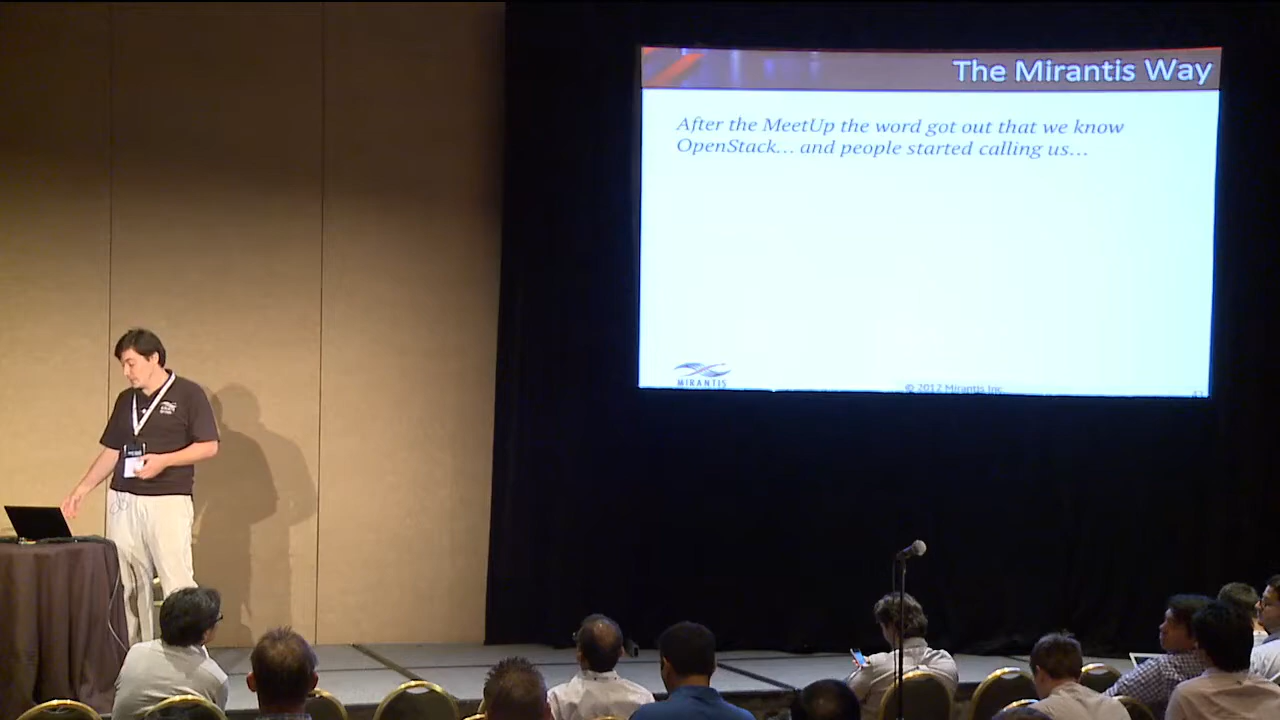 The Mirantis Way
After the MeetUp the word got out that we know
OpenStack... and people started calling us...
MIRANTIS
© 2012 Mirantis Inc.